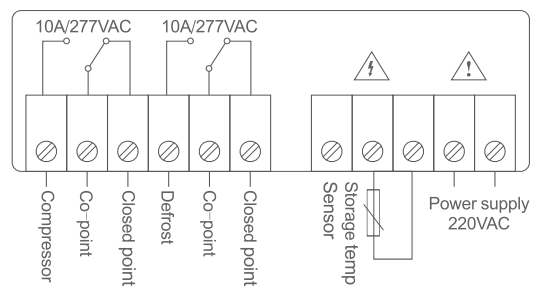 10A/277VAC
10A/277VAC
Compressor
Co-point
Closed point
Defrost
Co-point
Closed point
Storage temp
Sensor
Power supply
220VAC